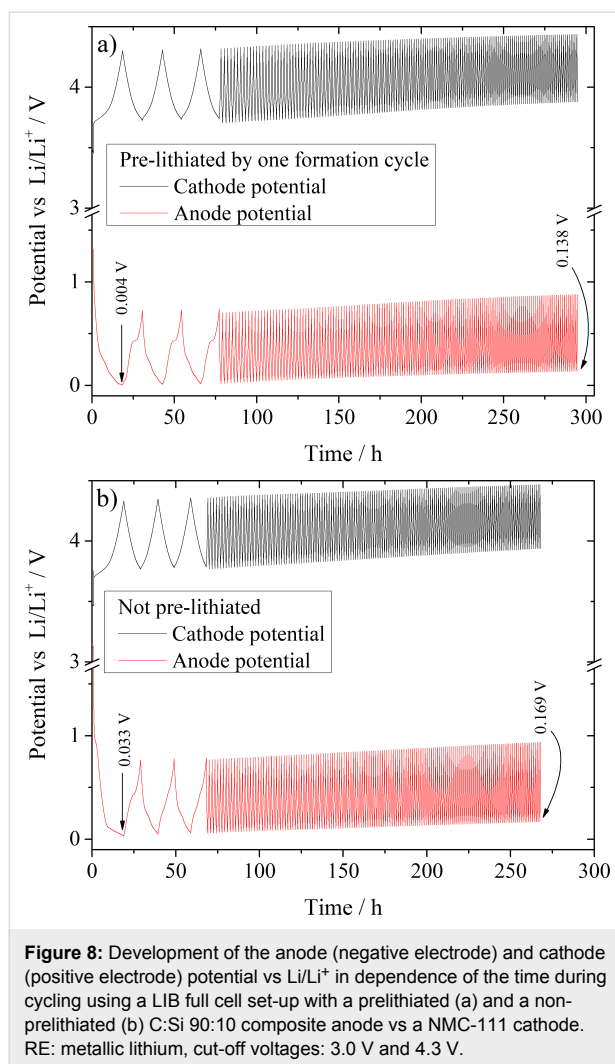 a)
4
3
1
0
Potential vs Li/Li⁺ / V
Pre-lithiated by one formation cycle
Cathode potential
Anode potential
0.004 V
0.138 V
0 50 100 150 200 250 300
Time / h
b)
4
3
1
0
Potential vs Li/Li⁺ / V
Not pre-lithiated
Cathode potential
Anode potential
0.033 V
0.169 V
0 50 100 150 200 250 300
Time / h
Figure 8: Development of the anode (negative electrode) and cathode
(positive electrode) potential vs Li/Li⁺ in dependence of the time during
cycling using a LIB full cell set-up with a prelithiated (a) and a non-
prelithiated (b) C:Si 90:10 composite anode vs a NMC-111 cathode.
RE: metallic lithium, cut-off voltages: 3.0 V and 4.3 V.